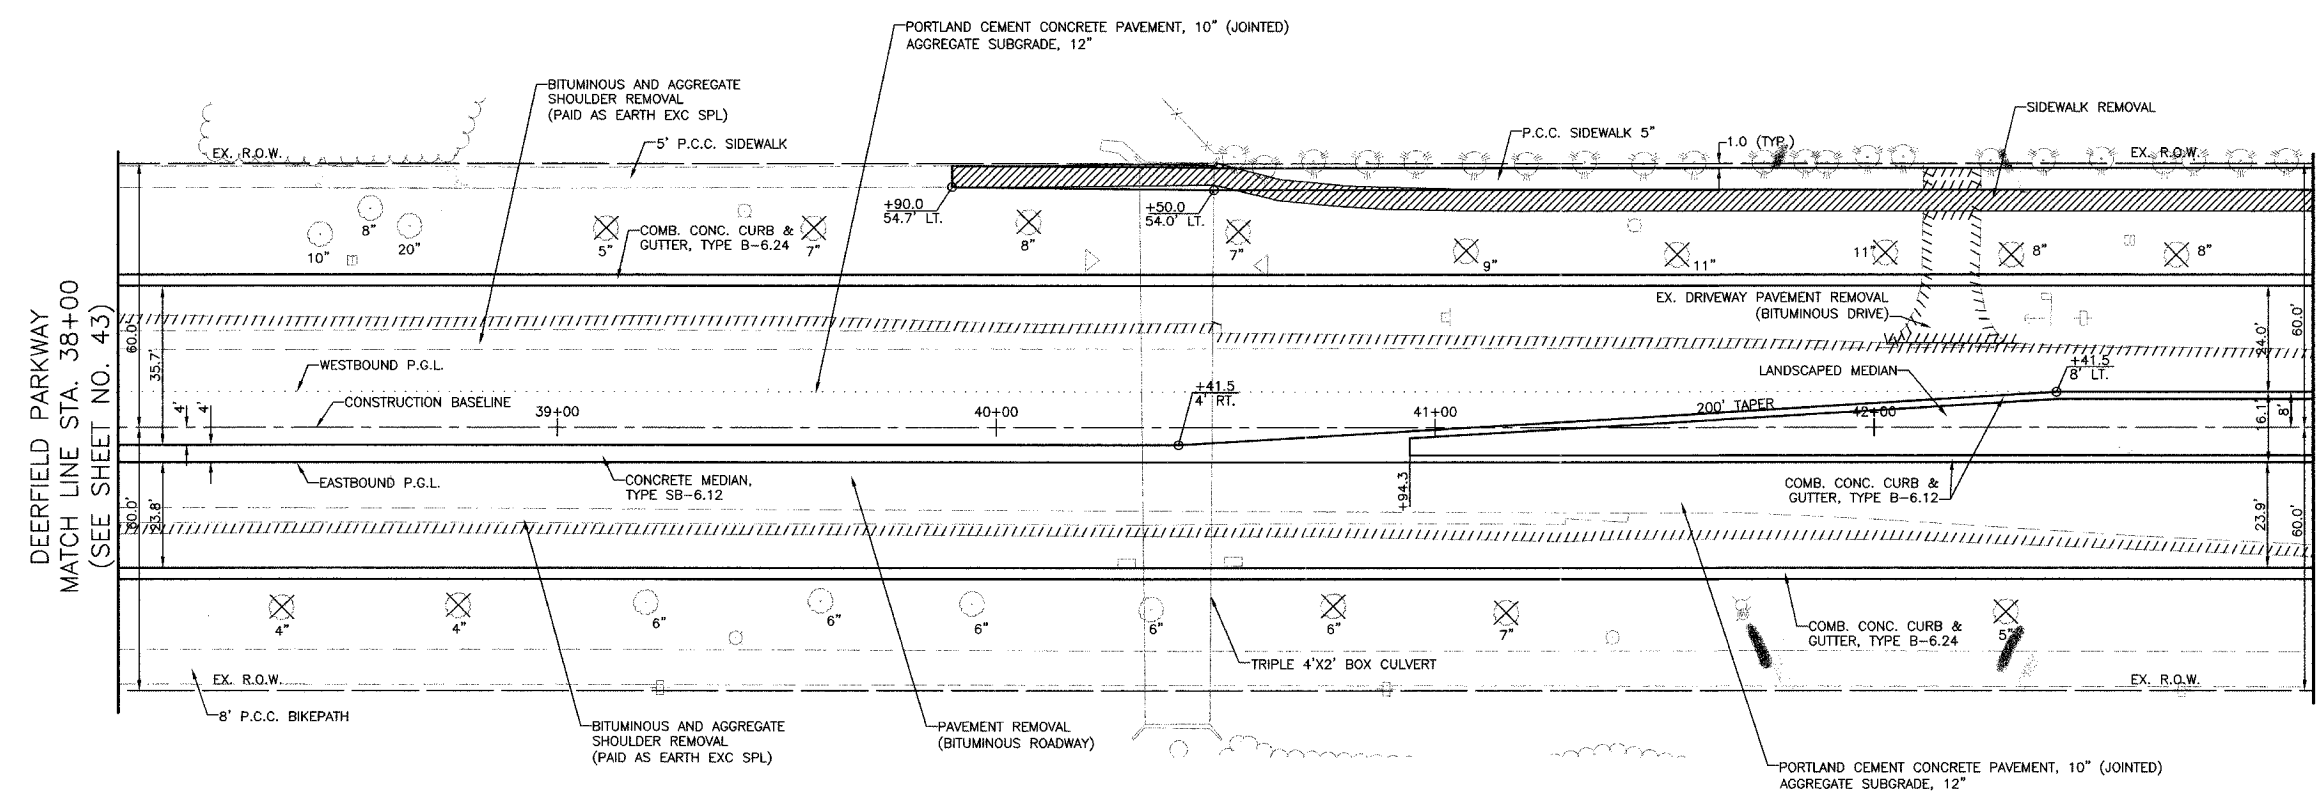 PORTLAND CEMENT CONCRETE PAVEMENT, 10" (JOINTED)
AGGREGATE SUBGRADE, 12"
BITUMINOUS AND AGGREGATE
SHOULDER REMOVAL
(PAID AS EARTH EXC SPL)
5' P.C.C. SIDEWALK
P.C.C. SIDEWALK 5"
1.0 (TYP.)
SIDEWALK REMOVAL
EX. R.O.W.
EX. R.O.W.
+90.0
54.7' LT.
+50.0
54.0' LT.
10"
8"
20"
5"
COMB. CONC. CURB &
GUTTER, TYPE B-6.24
7"
8"
7"
9"
11"
11"
8"
8"
EX. DRIVEWAY PAVEMENT REMOVAL
(BITUMINOUS DRIVE)
DEERFIELD PARKWAY
MATCH LINE STA. 38+00
(SEE SHEET NO. 43)
60.0'
35.7'
WESTBOUND P.G.L.
CONSTRUCTION BASELINE
4'
4'
39+00
40+00
+41.5
4' RT.
41+00
200' TAPER
42+00
LANDSCAPED MEDIAN
+41.5
8' LT.
24.0'
60.0'
16.1'
8'
60.0'
23.8'
EASTBOUND P.G.L.
CONCRETE MEDIAN,
TYPE SB-6.12
+94.3
COMB. CONC. CURB &
GUTTER, TYPE B-6.12
23.9'
60.0'
4"
4"
6"
6"
6"
6"
6"
7"
5"
COMB. CONC. CURB &
GUTTER, TYPE B-6.24
TRIPLE 4'X2' BOX CULVERT
EX. R.O.W.
EX. R.O.W.
8' P.C.C. BIKEPATH
BITUMINOUS AND AGGREGATE
SHOULDER REMOVAL
(PAID AS EARTH EXC SPL)
PAVEMENT REMOVAL
(BITUMINOUS ROADWAY)
PORTLAND CEMENT CONCRETE PAVEMENT, 10" (JOINTED)
AGGREGATE SUBGRADE, 12"